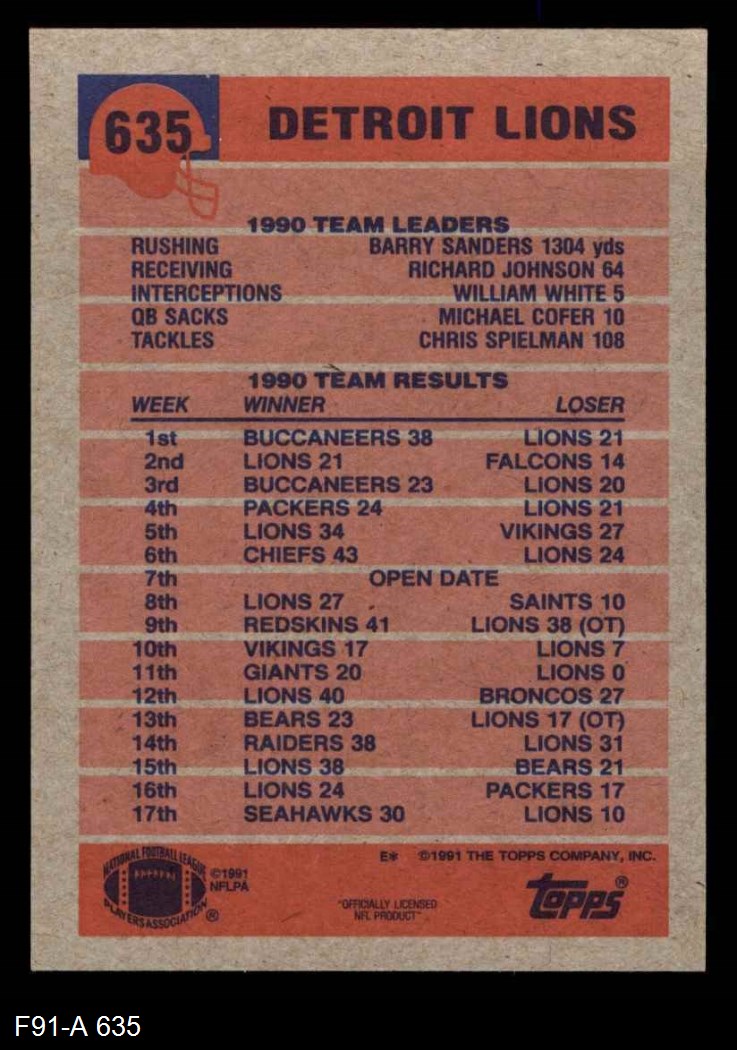 635 DETROIT LIONS
1990 TEAM LEADERS
RUSHING BARRY SANDERS 1304 yds
RECEIVING RICHARD JOHNSON 64
INTERCEPTIONS WILLIAM WHITE 5
QB SACKS MICHAEL COFER 10
TACKLES CHRIS SPIELMAN 108
1990 TEAM RESULTS
WEEK WINNER LOSER
1st BUCCANEERS 38 LIONS 21
2nd LIONS 21 FALCONS 14
3rd BUCCANEERS 23 LIONS 20
4th PACKERS 24 LIONS 21
5th LIONS 34 VIKINGS 27
6th CHIEFS 43 LIONS 24
7th OPEN DATE
8th LIONS 27 SAINTS 10
9th REDSKINS 41 LIONS 38 (OT)
10th VIKINGS 17 LIONS 7
11th GIANTS 20 LIONS 0
12th LIONS 40 BRONCOS 27
13th BEARS 23 LIONS 17 (OT)
14th RAIDERS 38 LIONS 31
15th LIONS 38 BEARS 21
16th LIONS 24 PACKERS 17
17th SEAHAWKS 30 LIONS 10
E* ©1991 THE TOPPS COMPANY, INC.
NATIONAL FOOTBALL LEAGUE
PLAYERS ASSOCIATION ®
©1991
NFLPA
"OFFICIALLY LICENSED
NFL PRODUCT"
TOPPS®
F91-A 635